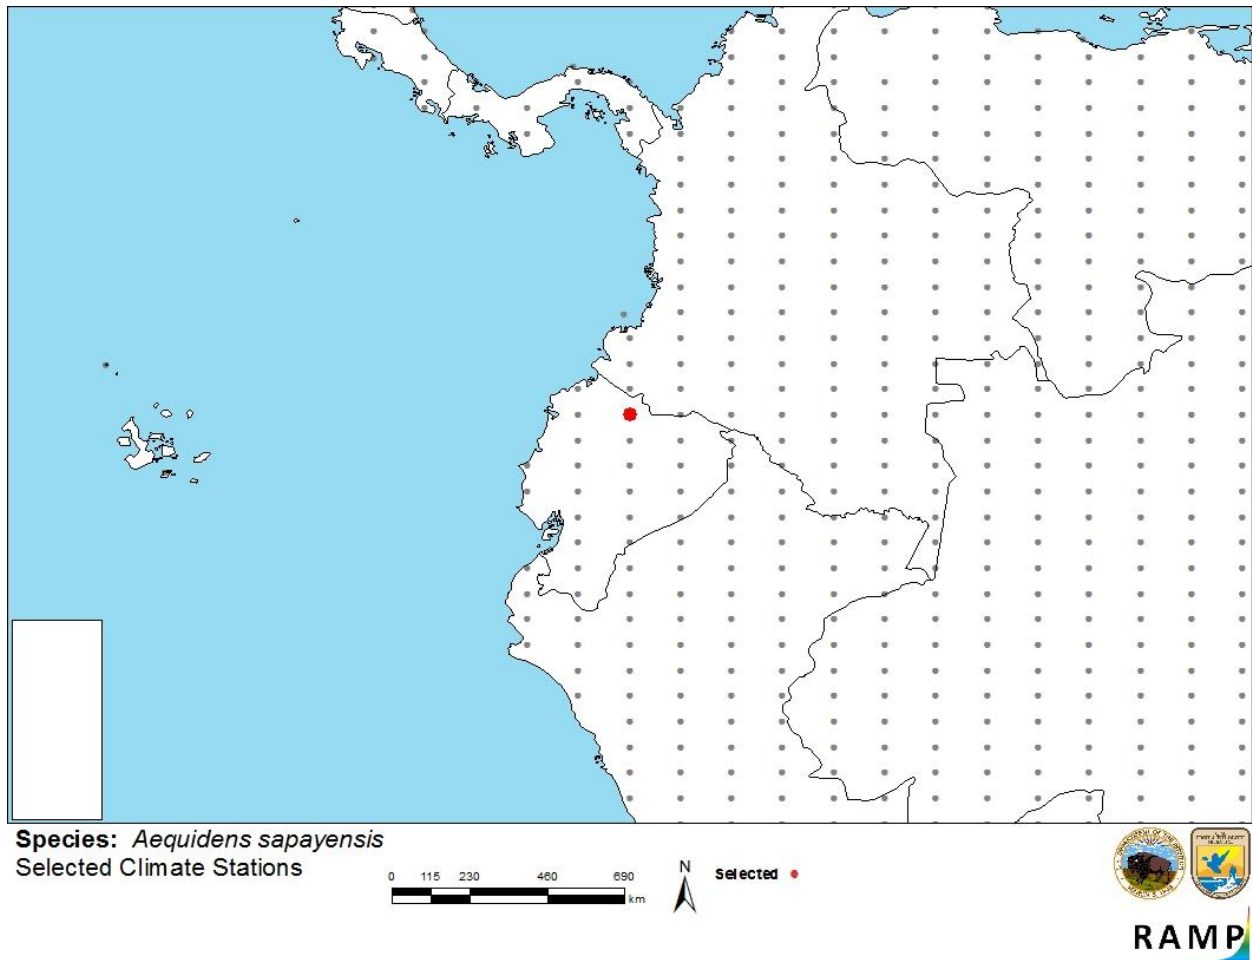 Species: Aequidens sapayensis
Selected Climate Stations
0 115 230 460 690
km
N
Selected
RAMP